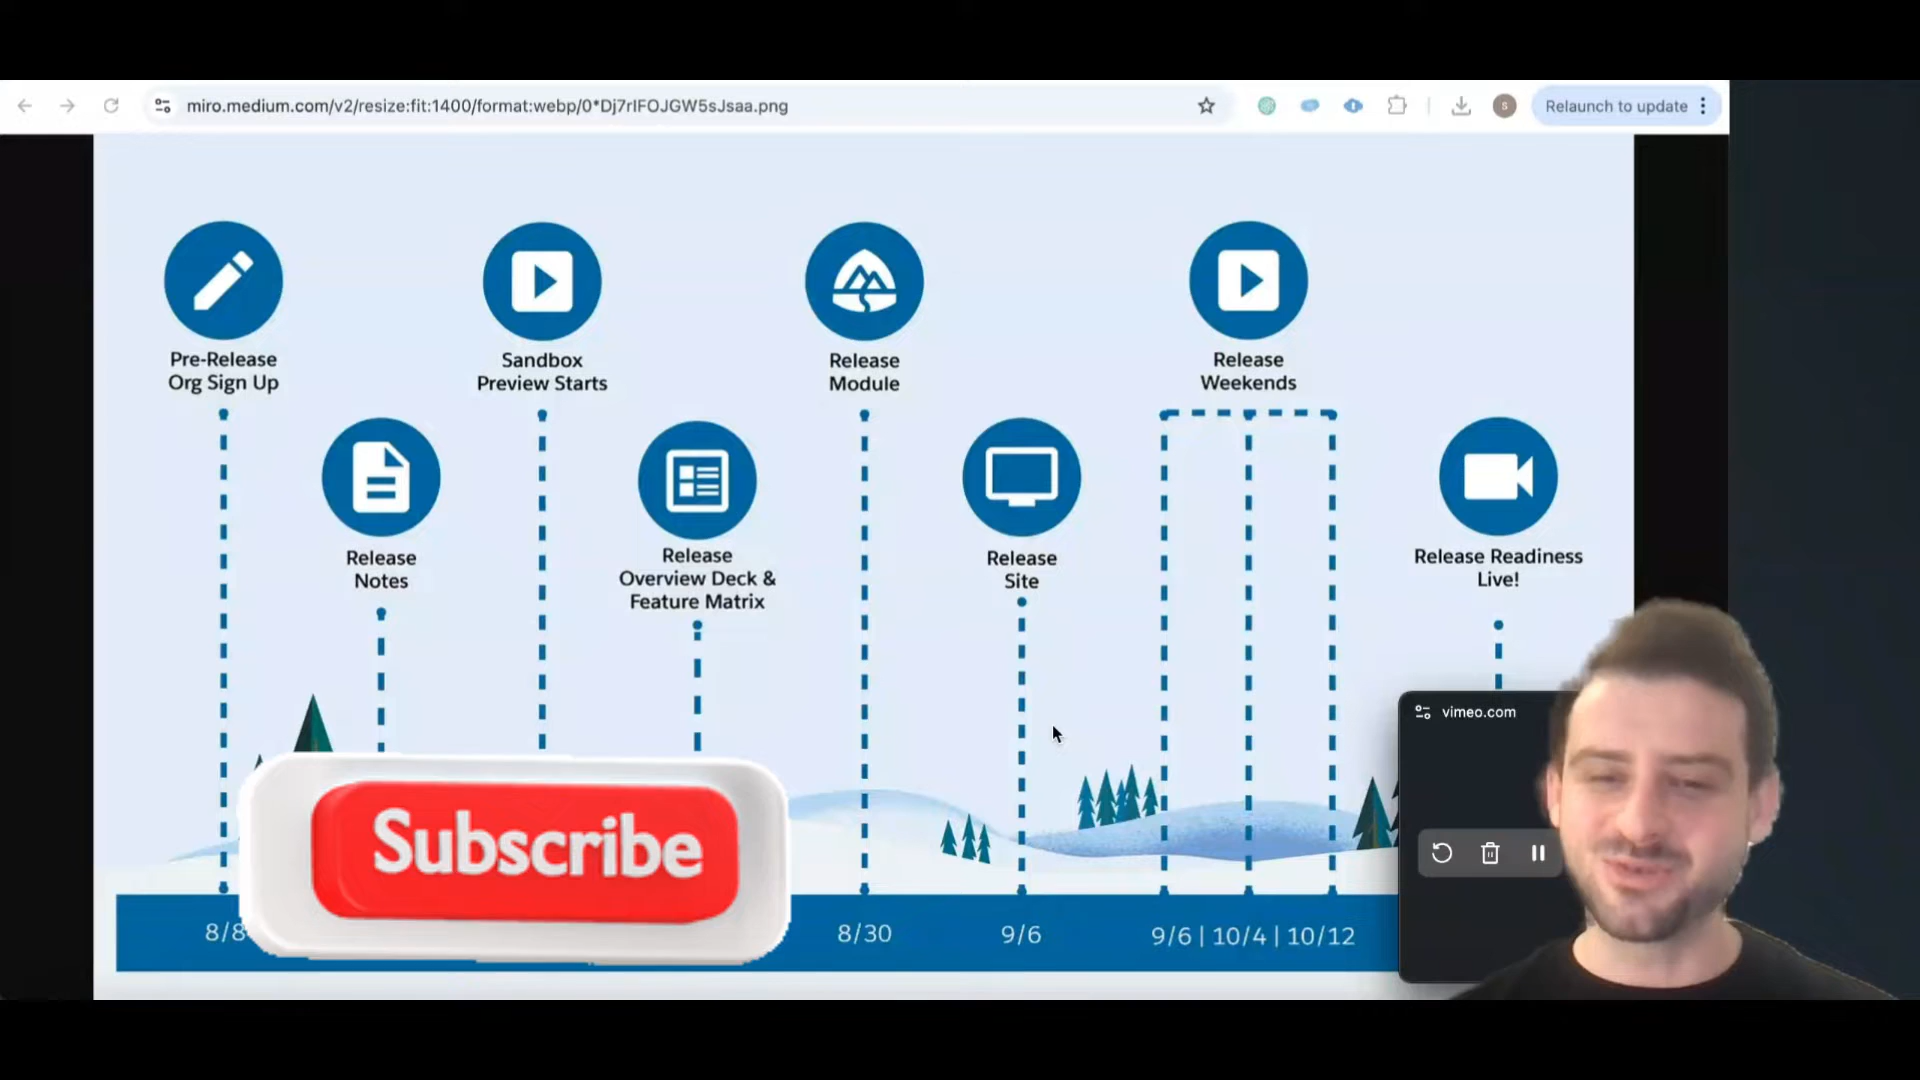 miro.medium.com/v2/resize:fit:1400/format:webp/0*Dj7rIFOJGW5sJsaa.png
S
Relaunch to update
Pre-Release
Org Sign Up
Sandbox
Preview Starts
Release
Module
Release
Weekends
Release
Notes
Release
Overview Deck &
Feature Matrix
Release
Site
Release Readiness
Live!
vimeo.com
Subscribe
8/8
8/30
9/6
9/6 | 10/4 | 10/12